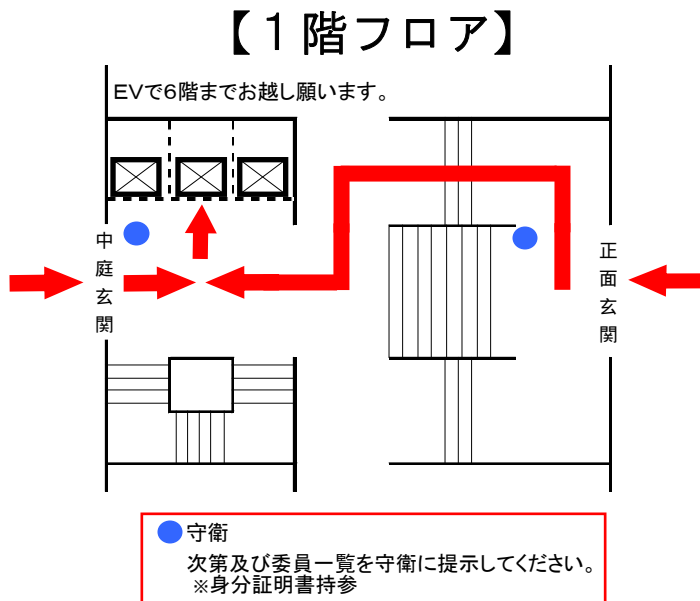 【１階フロア】
EVで6階までお越し願います。
中庭玄関
正面玄関
守衛
次第及び委員一覧を守衛に提示してください。
※身分証明書持参